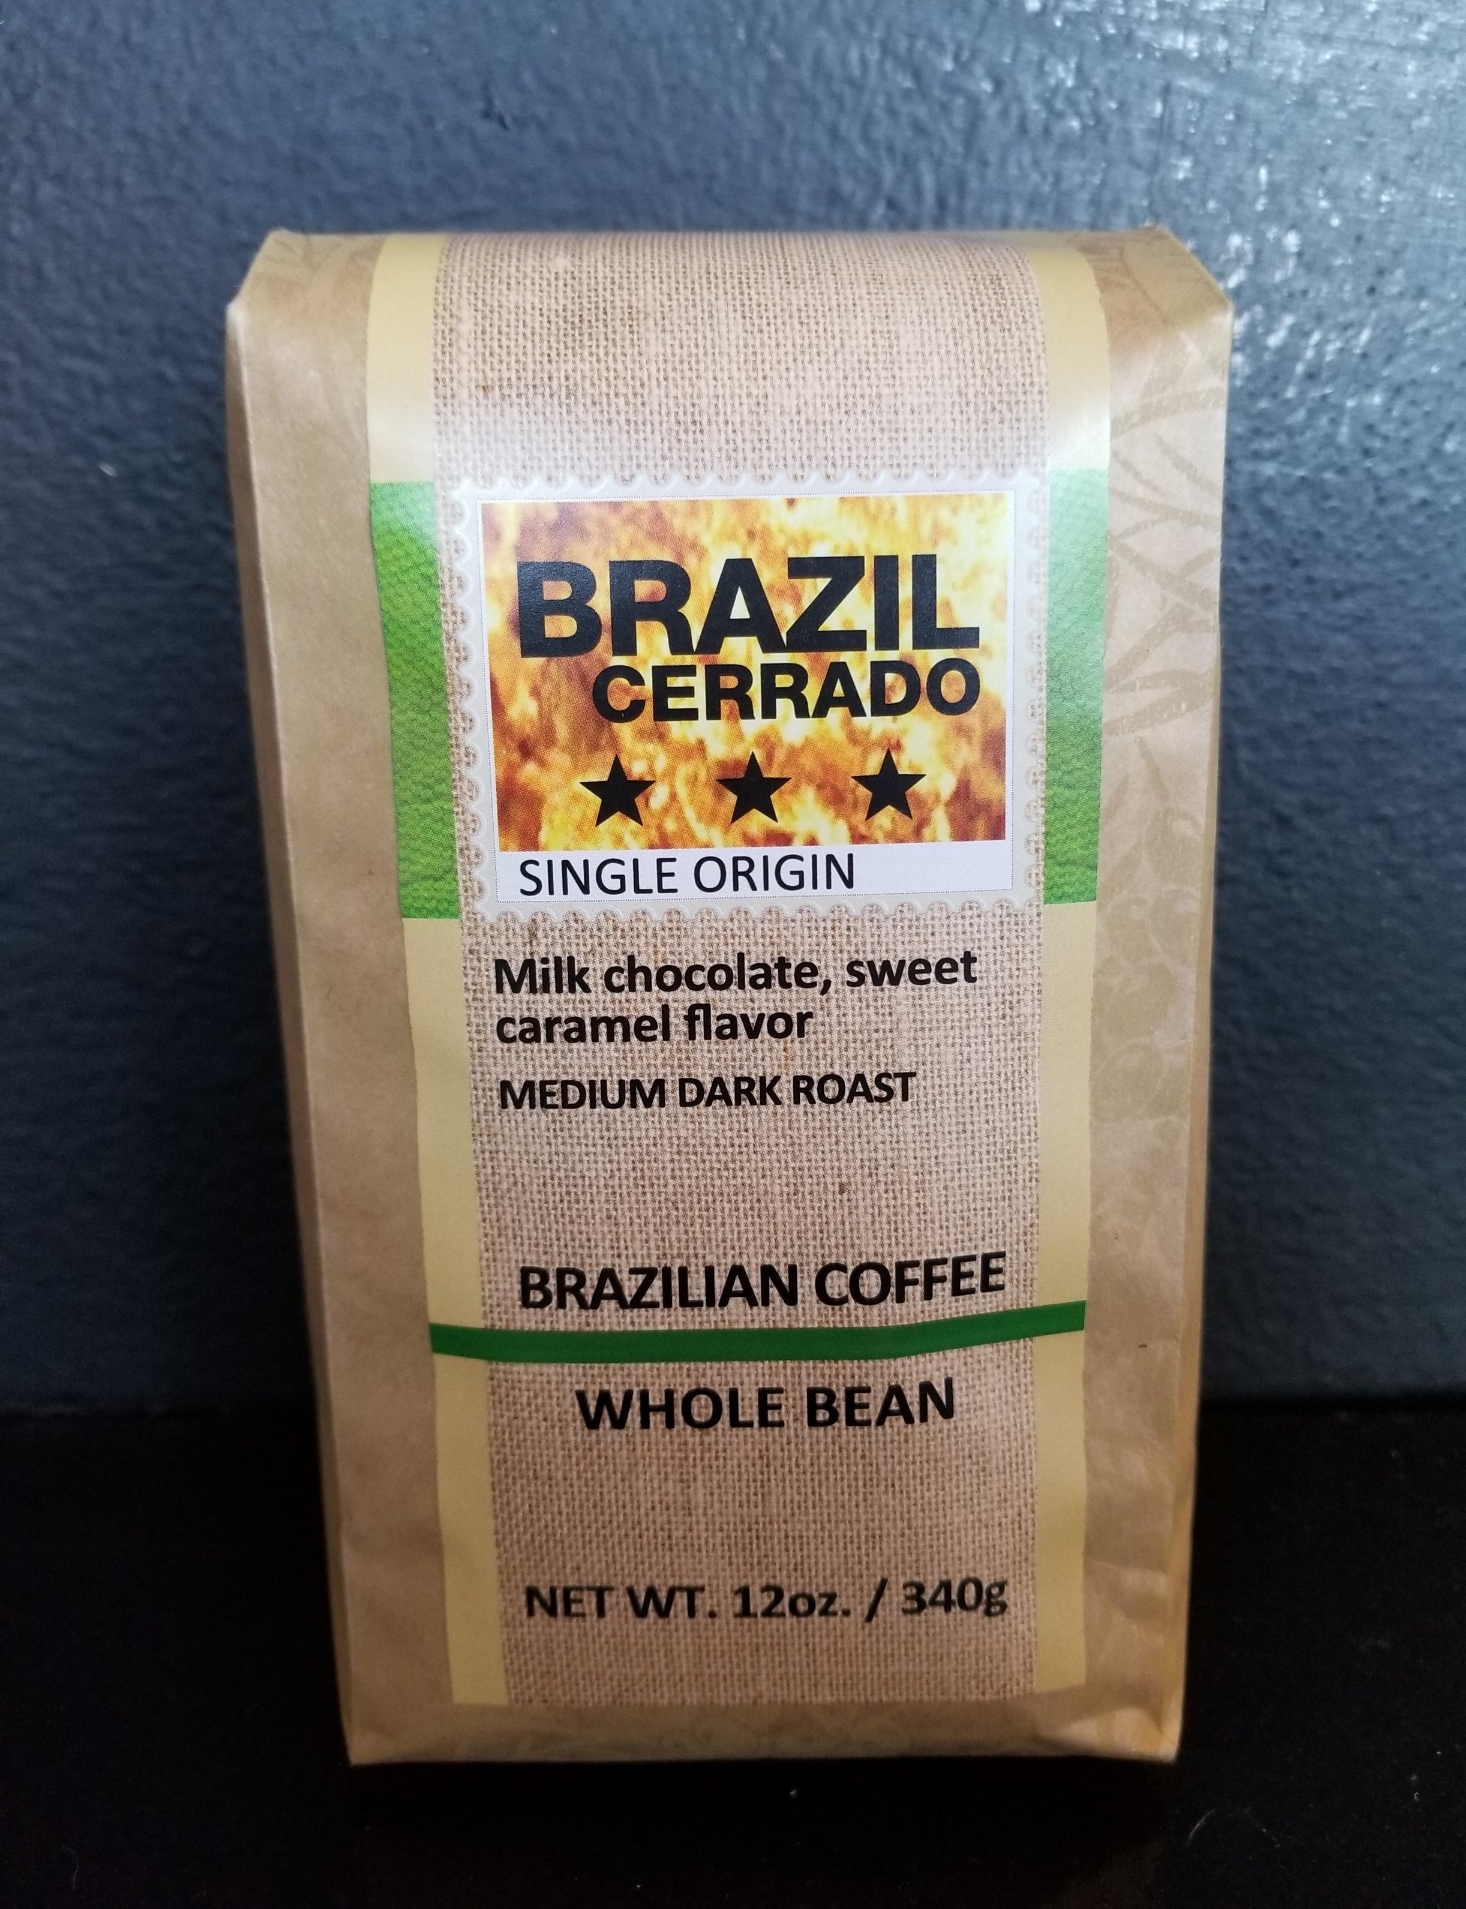 BRAZIL
CERRADO
SINGLE ORIGIN
Milk chocolate, sweet
caramel flavor
MEDIUM DARK ROAST
BRAZILIAN COFFEE
WHOLE BEAN
NET WT. 12oz. / 340g